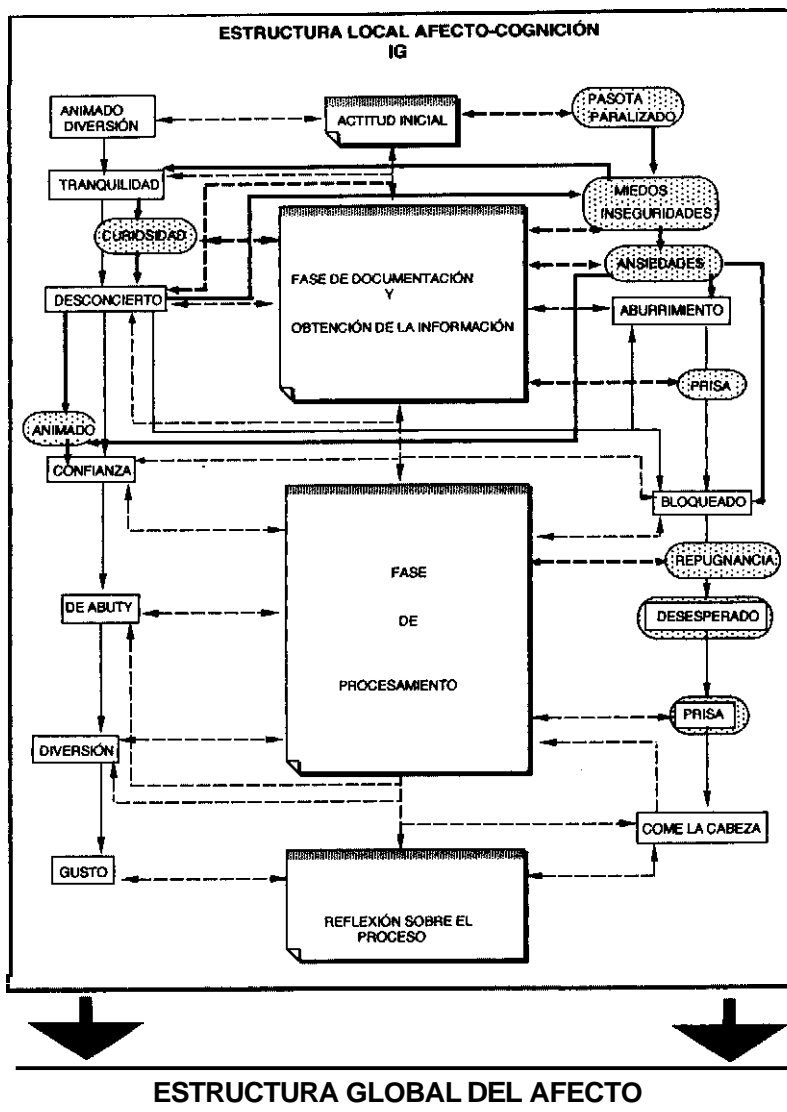 ESTRUCTURA LOCAL AFECTO-COGNICIÓN
IG
ANIMADO
DIVERSIÓN
ACTITUD INICIAL
PASOTA
PARALIZADO
TRANQUILIDAD
MIEDOS
INSEGURIDADES
CURIOSIDAD
ANSIEDADES
FASE DE DOCUMENTACIÓN
Y
OBTENCIÓN DE LA INFORMACIÓN
DESCONCIERTO
ABURRIMIENTO
PRISA
ANIMADO
CONFIANZA
BLOQUEADO
FASE
DE
PROCESAMIENTO
REPUGNANCIA
DE ABUTY
DESESPERADO
PRISA
DIVERSIÓN
COME LA CABEZA
GUSTO
REFLEXIÓN SOBRE EL
PROCESO
ESTRUCTURA GLOBAL DEL AFECTO